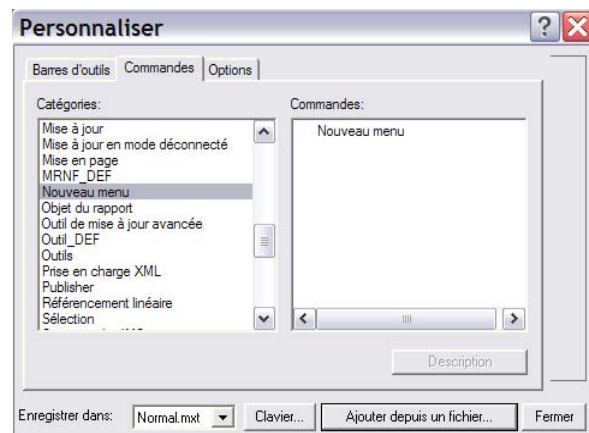 Personnaliser
Barres d'outils Commandes Options
Catégories:
Mise à jour
Mise à jour en mode déconnecté
Mise en page
MRNF_DEF
Nouveau menu
Objet du rapport
Outil de mise à jour avancée
Outil_DEF
Outils
Prise en charge XML
Publisher
Référencement linéaire
Sélection
Commandes:
Nouveau menu
Description
Enregistrer dans: Normal.mxt Clavier... Ajouter depuis un fichier... Fermer